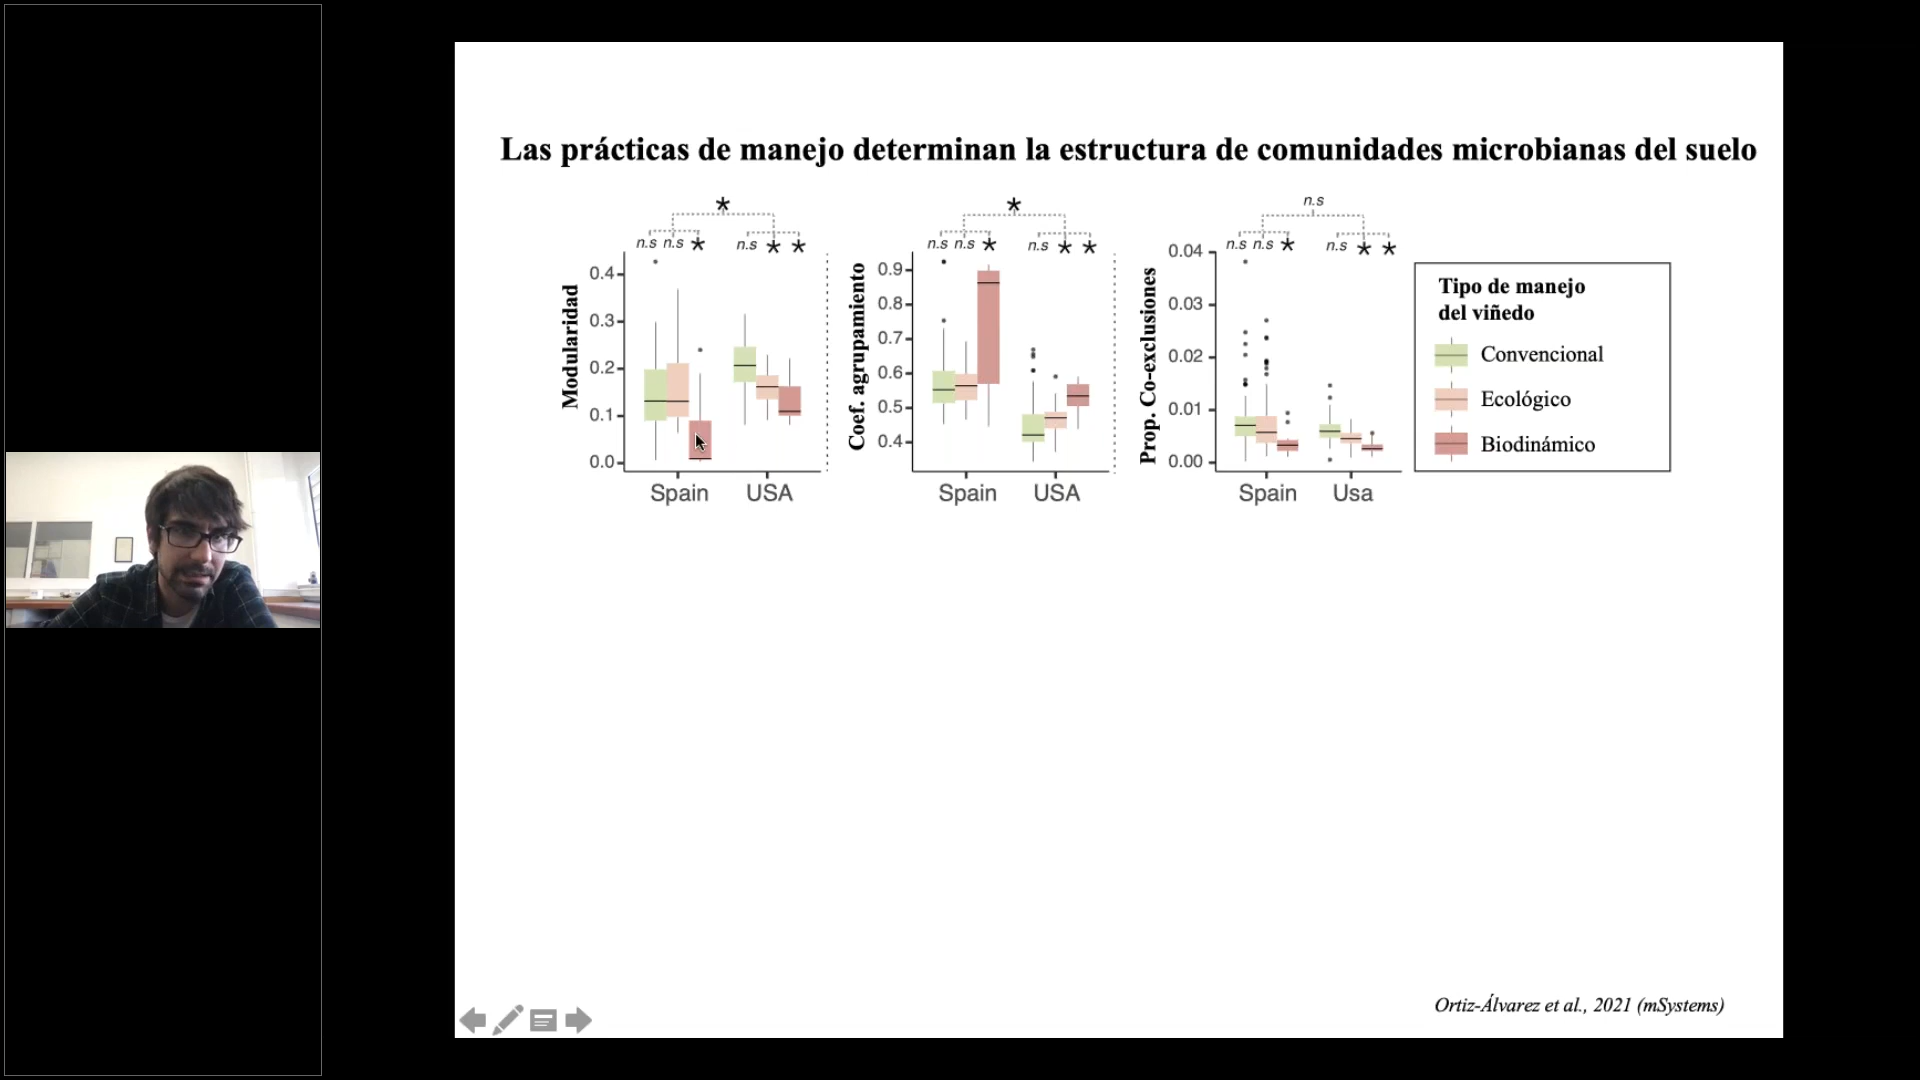 Las prácticas de manejo determinan la estructura de comunidades microbianas del suelo
*
n.s n.s *
n.s * *
Modularidad
0.4
0.3
0.2
0.1
0.0
Spain USA
*
n.s n.s *
n.s * *
Coef. agrupamiento
0.9
0.8
0.7
0.6
0.5
0.4
Spain USA
n.s
n.s n.s *
n.s * *
Prop. Co-exclusiones
0.04
0.03
0.02
0.01
0.00
Spain Usa
Tipo de manejo
del viñedo
Convencional
Ecológico
Biodinámico
Ortiz-Álvarez et al., 2021 (mSystems)